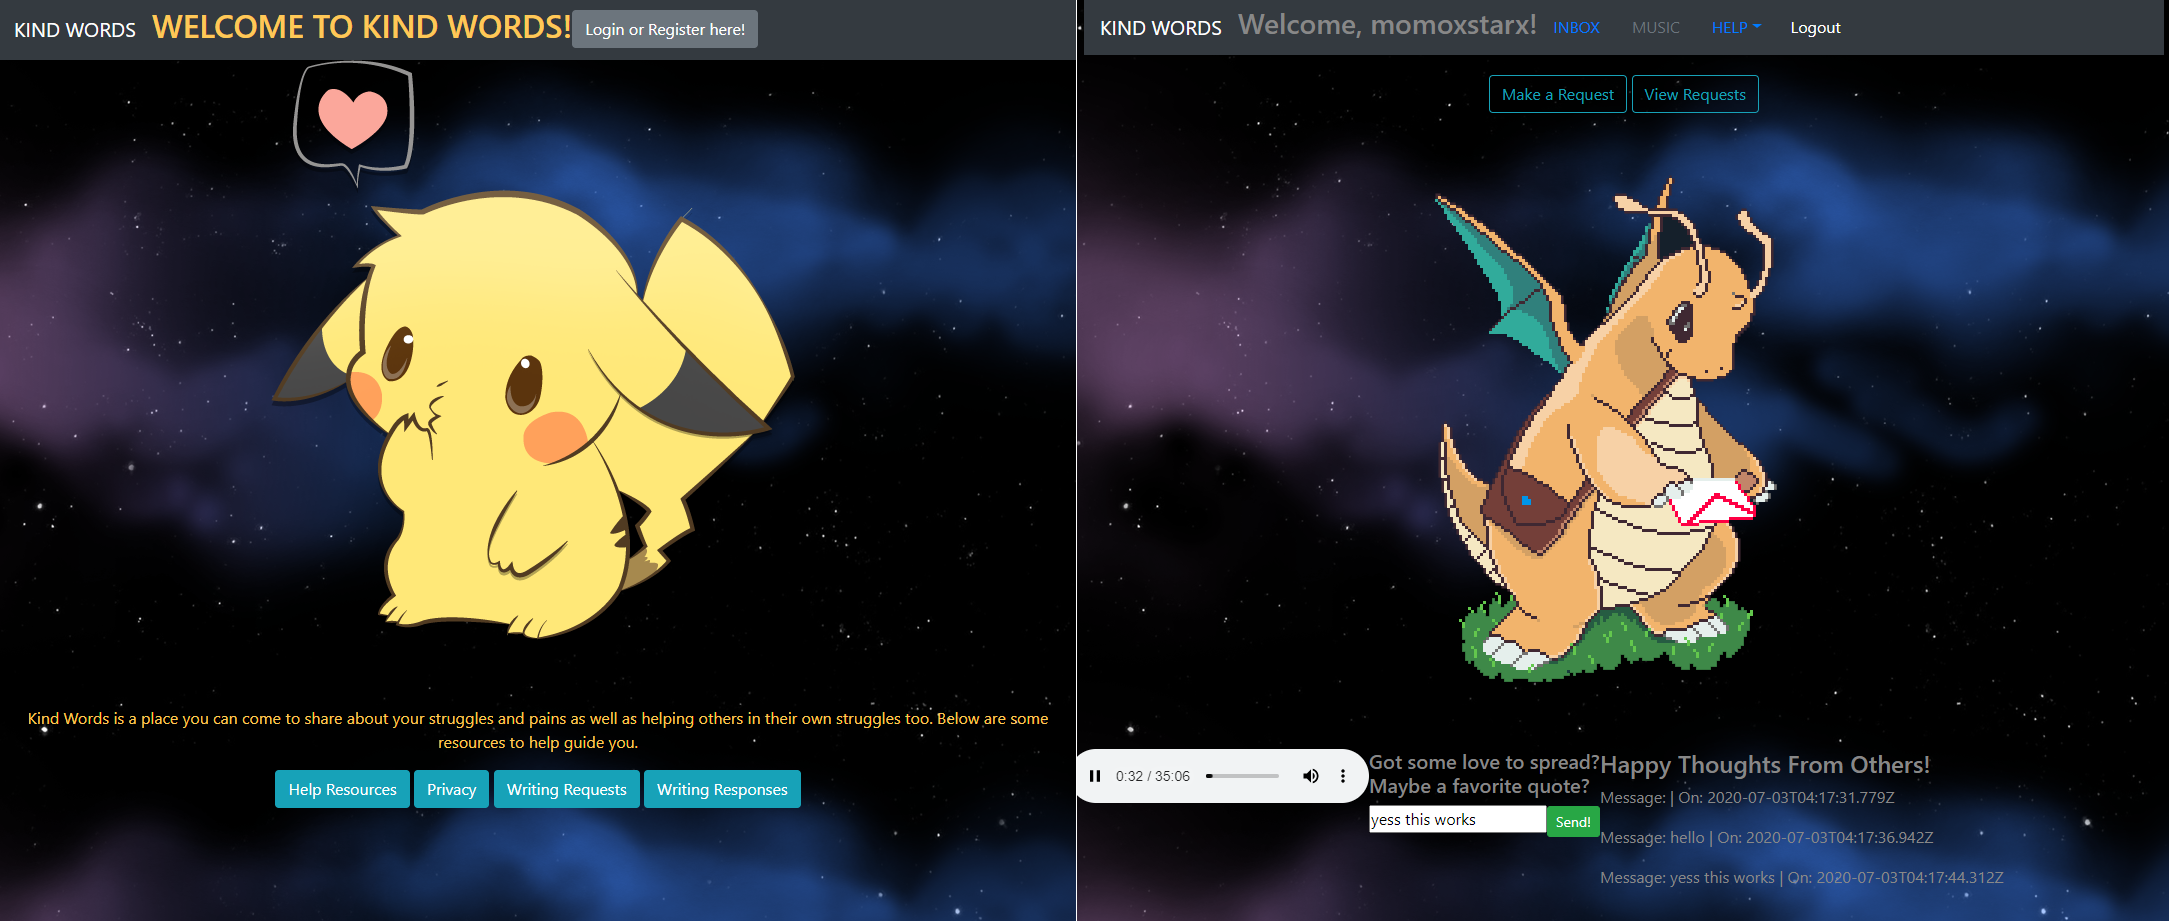 KIND WORDS WELCOME TO KIND WORDS! Login or Register here!
Kind Words is a place you can come to share about your struggles and pains as well as helping others in their own struggles too. Below are some
resources to help guide you.
Help Resources Privacy Writing Requests Writing Responses
KIND WORDS Welcome, momoxstarx! INBOX MUSIC HELP Logout
Make a Request View Requests
0:32 / 35:06
Got some love to spread?
Maybe a favorite quote?
yess this works Send!
Happy Thoughts From Others!
Message: | On: 2020-07-03T04:17:31.779Z
Message: hello | On: 2020-07-03T04:17:36.942Z
Message: yess this works | On: 2020-07-03T04:17:44.312Z